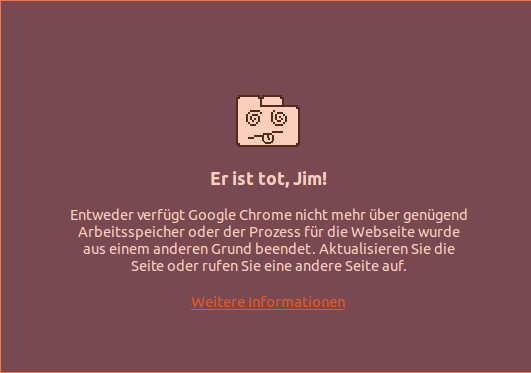 Er ist tot, Jim!
Entweder verfügt Google Chrome nicht mehr über genügend
Arbeitsspeicher oder der Prozess für die Webseite wurde
aus einem anderen Grund beendet. Aktualisieren Sie die
Seite oder rufen Sie eine andere Seite auf.
Weitere Informationen